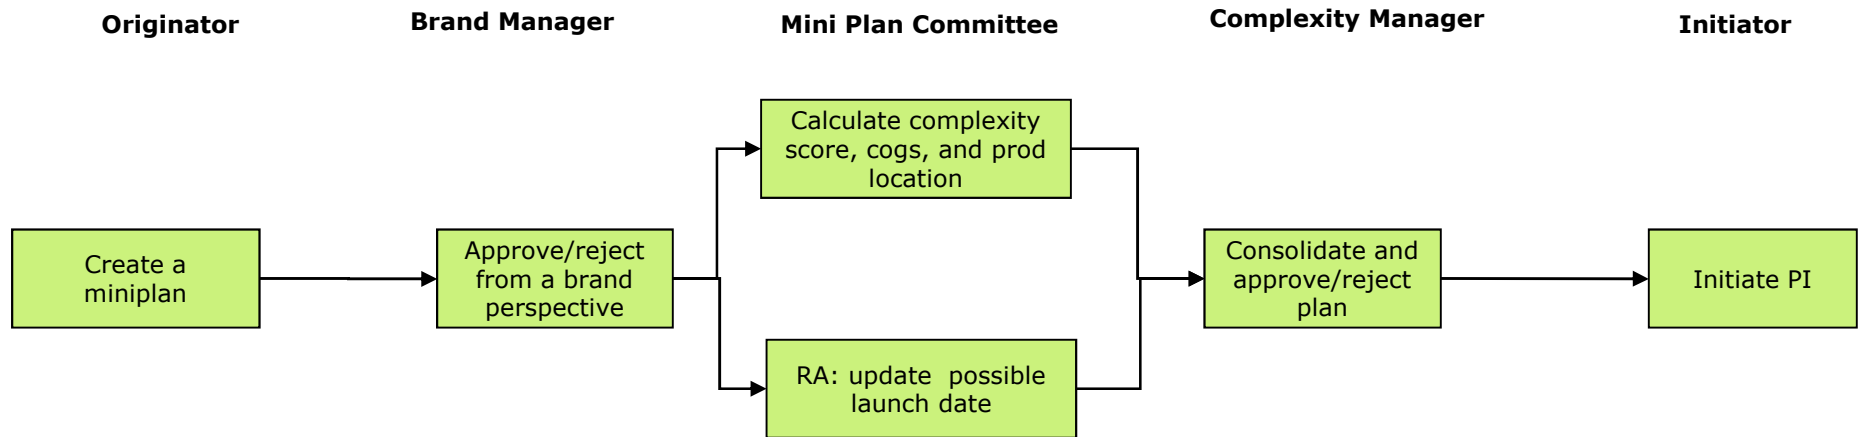 Originator
Brand Manager
Mini Plan Committee
Complexity Manager
Initiator
Calculate complexity
score, cogs, and prod
location
Create a
miniplan
Approve/reject
from a brand
perspective
Consolidate and
approve/reject
plan
Initiate PI
RA: update  possible
launch date